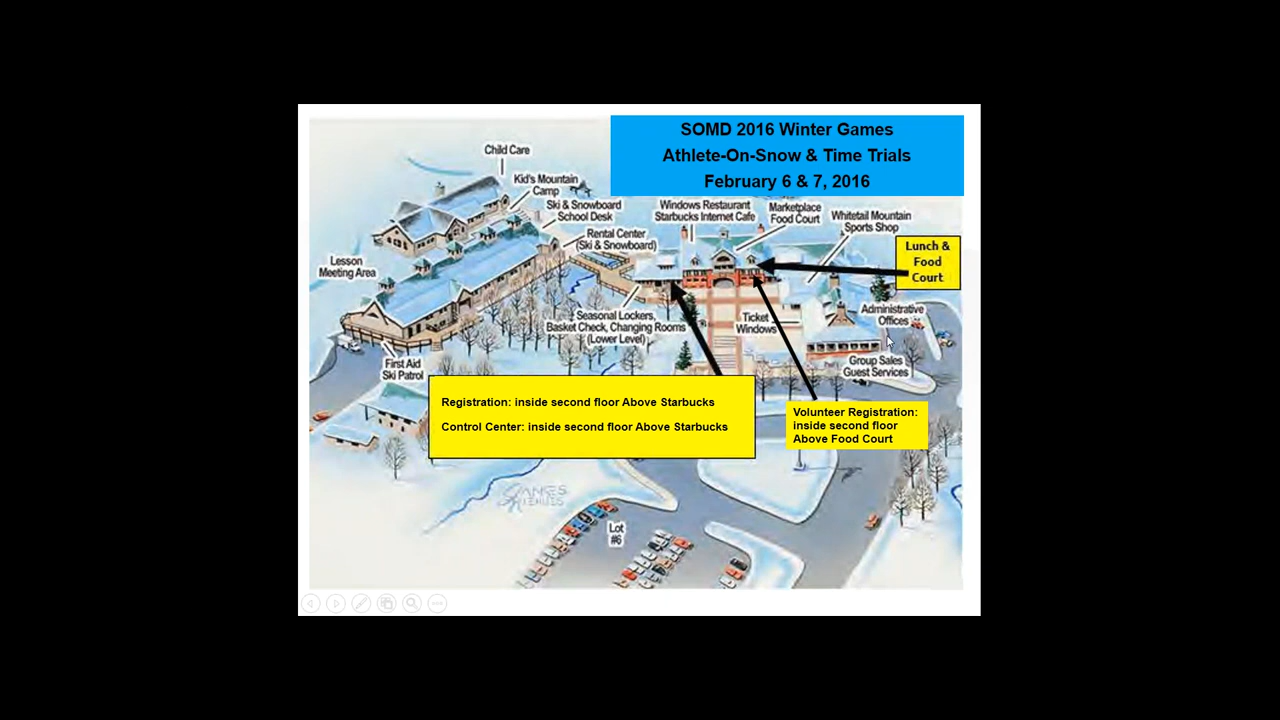 SOMD 2016 Winter Games
Athlete-On-Snow & Time Trials
February 6 & 7, 2016
Child Care
Kid's Mountain
Camp
Ski & Snowboard
School Desk
Rental Center
(Ski & Snowboard)
Windows Restaurant
Starbucks Internet Cafe
Marketplace
Food Court
Whitetail Mountain
Sports Shop
Lunch &
Food
Court
Lesson
Meeting Area
Seasonal Lockers,
Basket Check, Changing Rooms
(Lower Level)
Ticket
Windows
Administrative
Offices
First Aid
Ski Patrol
Group Sales
Guest Services
Registration: inside second floor Above Starbucks
Control Center: inside second floor Above Starbucks
Volunteer Registration:
inside second floor
Above Food Court
Lot
#6